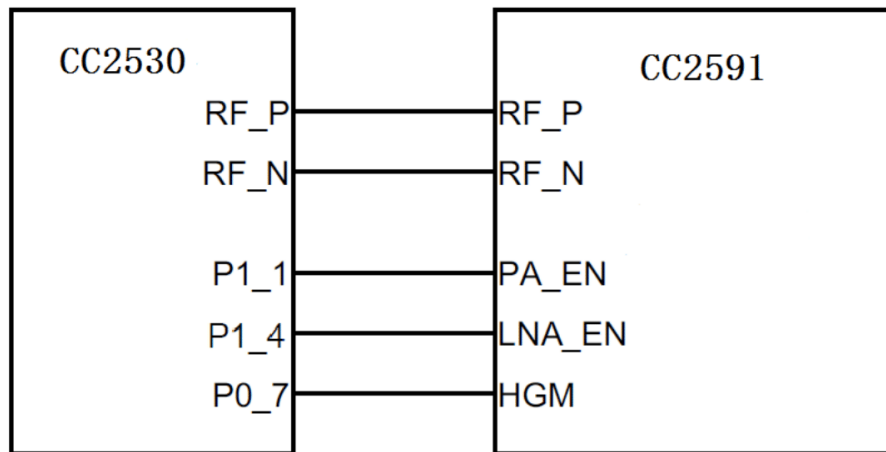 CC2530
CC2591
RF_P RF_P
RF_N RF_N
P1_1 PA_EN
P1_4 LNA_EN
P0_7 HGM